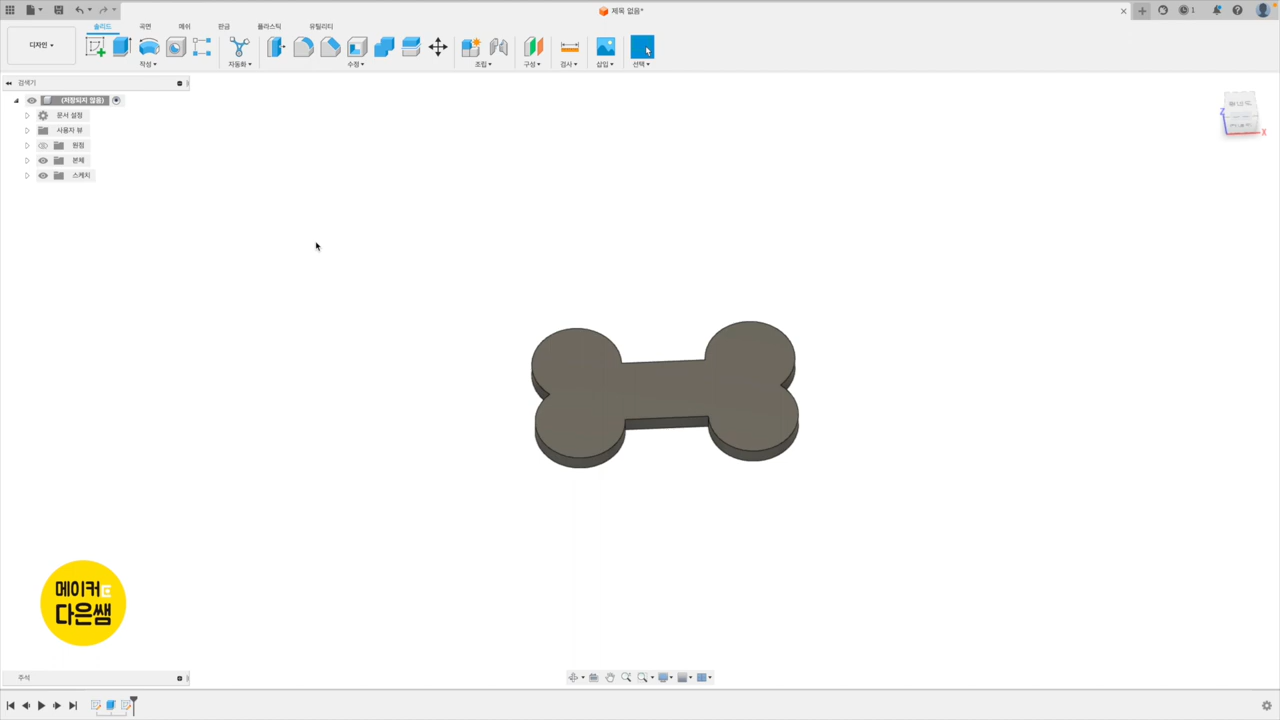 제목 없음*
1
디자인
솔리드
곡면
메쉬
판금
플라스틱
유틸리티
작성
자동화
수정
조립
구성
검사
삽입
선택
검색기
(저장되지 않음)
문서 설정
사용자 뷰
원점
본체
스케치
Z
X
메이커
다은쌤
주석